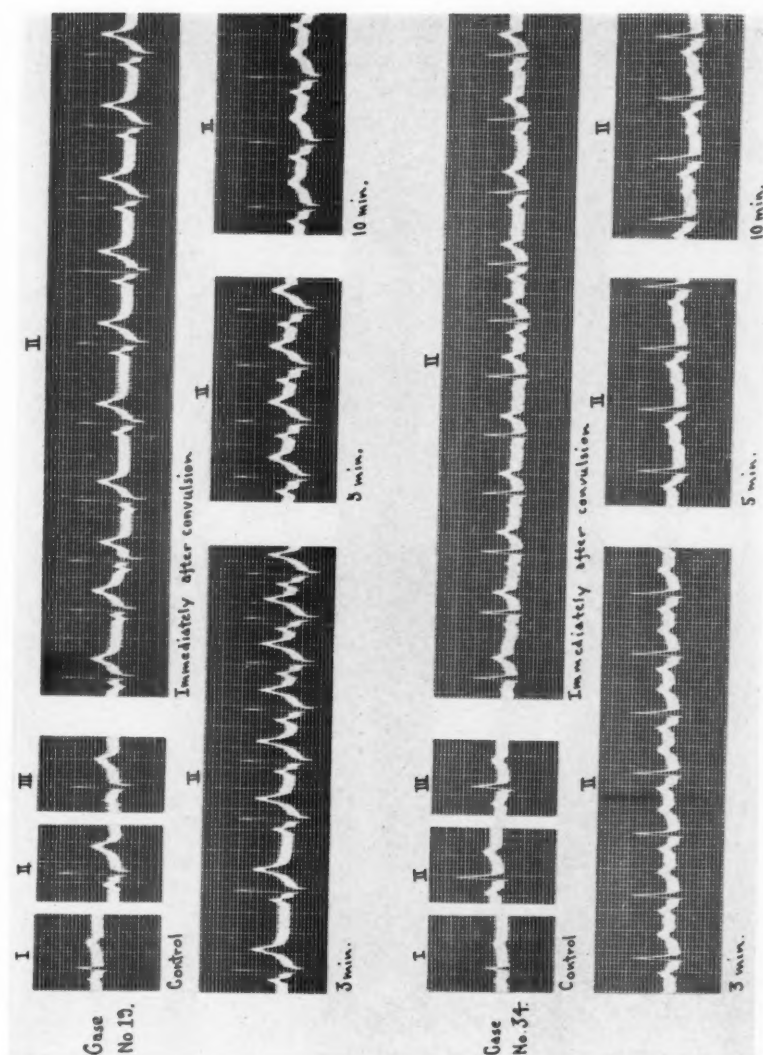 Case
No 19.
I
II
III
Control
II
Immediately after convulsion
II
3 min.
II
5 min.
II
10 min.
Case
No. 34.
I
II
III
Control
II
Immediately after convulsion
II
3 min.
II
5 min.
II
10 min.